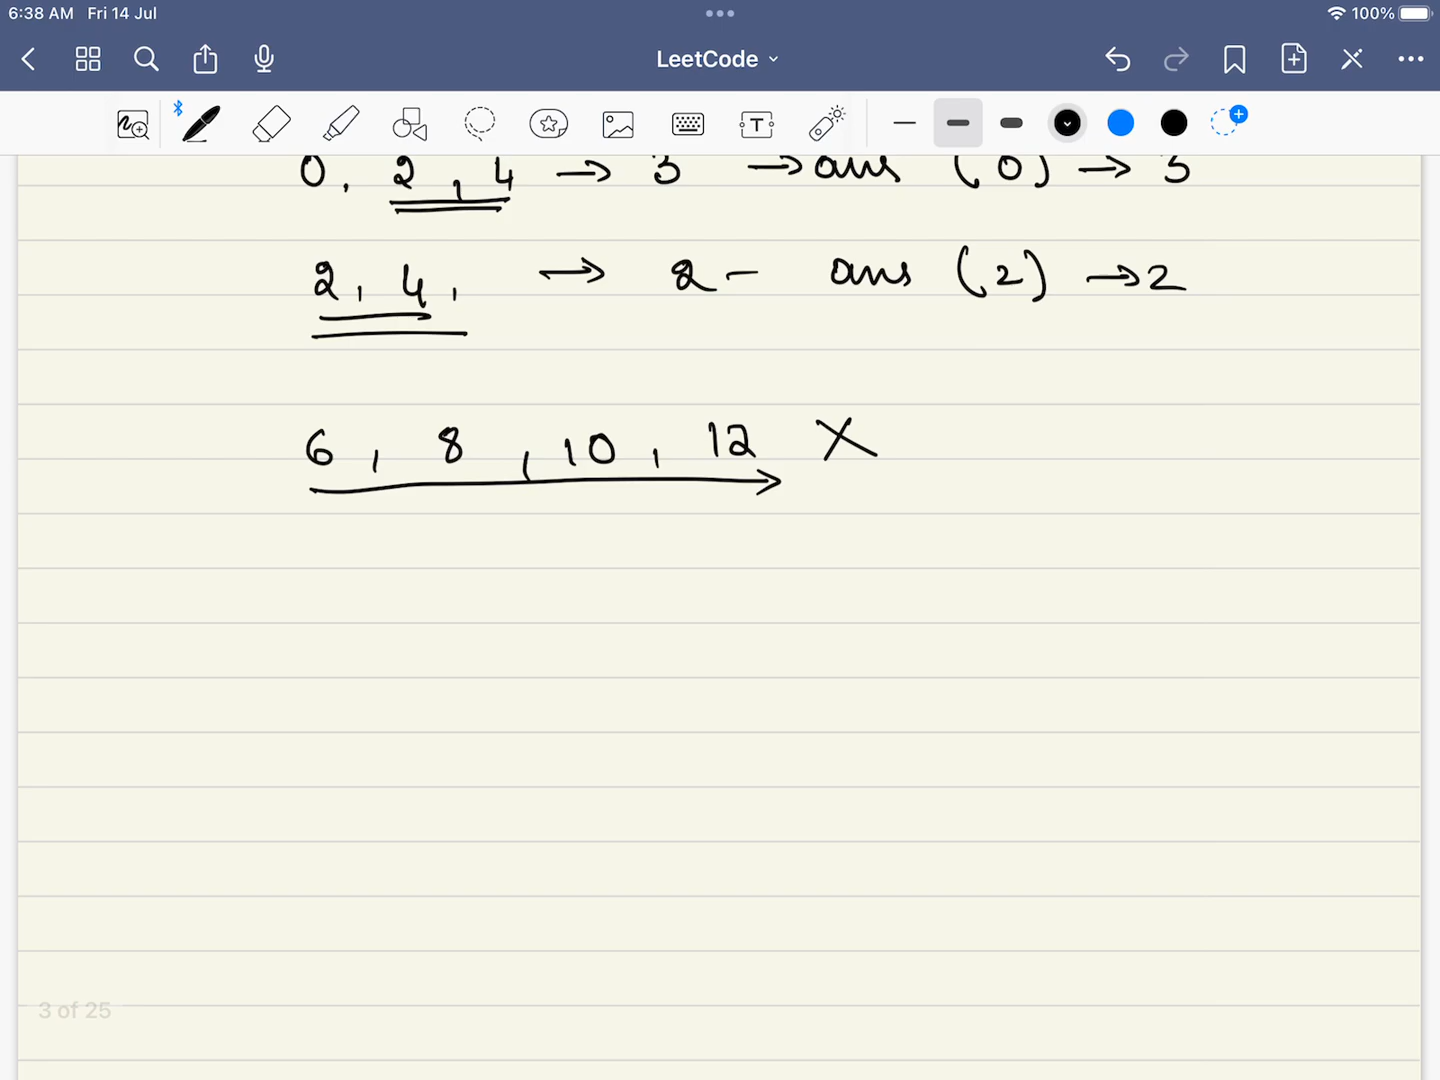 6:38 AM Fri 14 Jul
100%
LeetCode
T
0, 2, 4 → 3 → ans (0) → 3
2, 4, → 2 - ans (2) → 2
6, 8, 10, 12 X
3 of 25